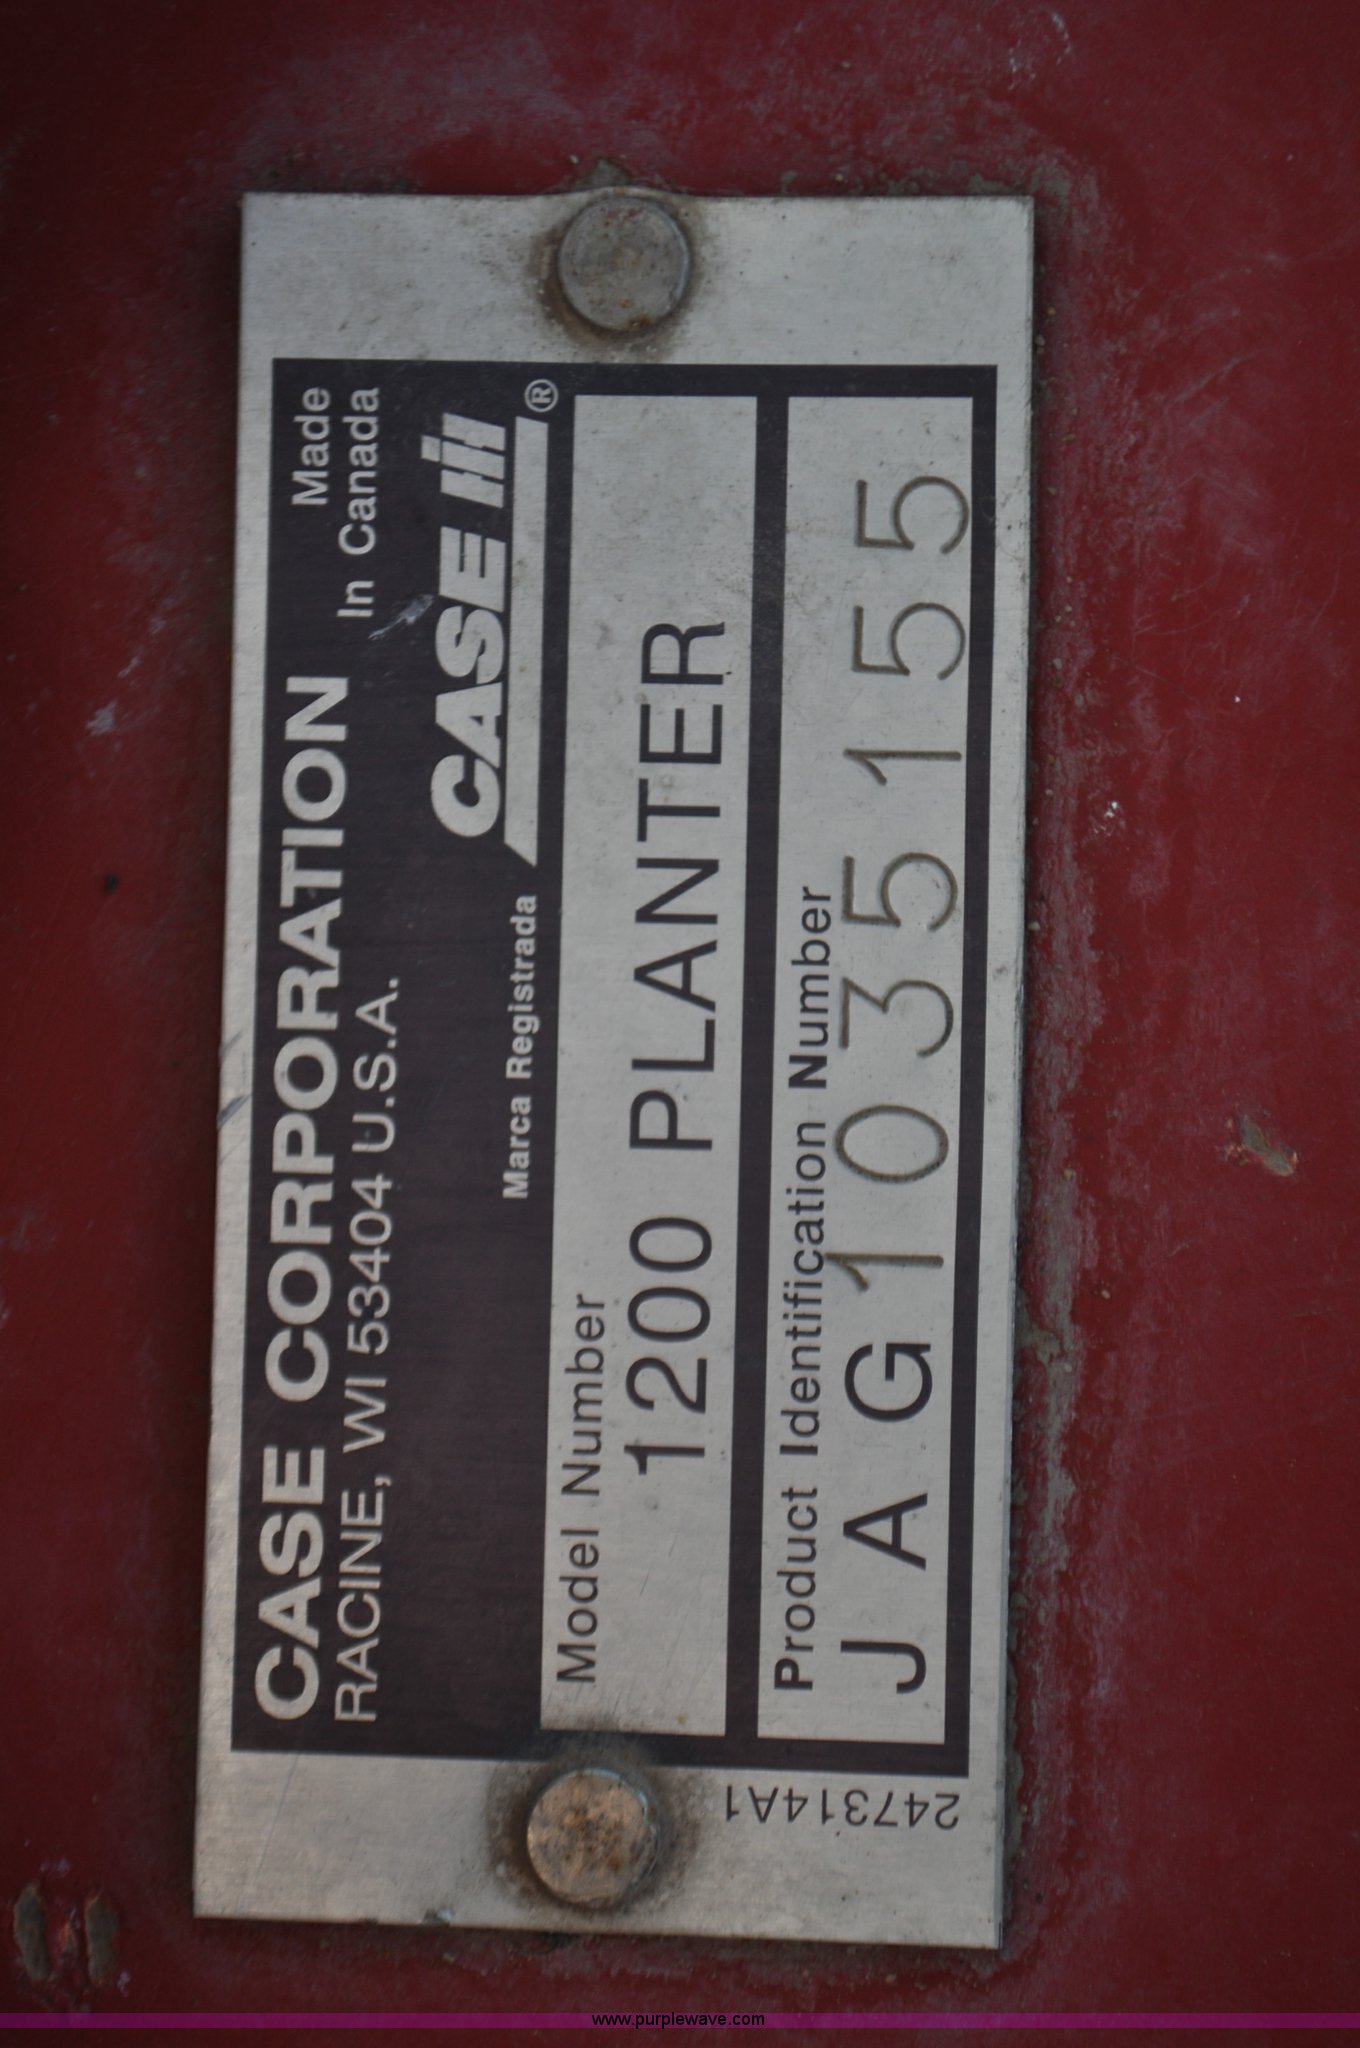 CASE CORPORATION
RACINE, WI 53404 U.S.A.
Made
In Canada
Marca Registrada
CASE IH®
Model Number
1200 PLANTER
Product Identification Number
JAG1035155
247314A1
www.purplewave.com